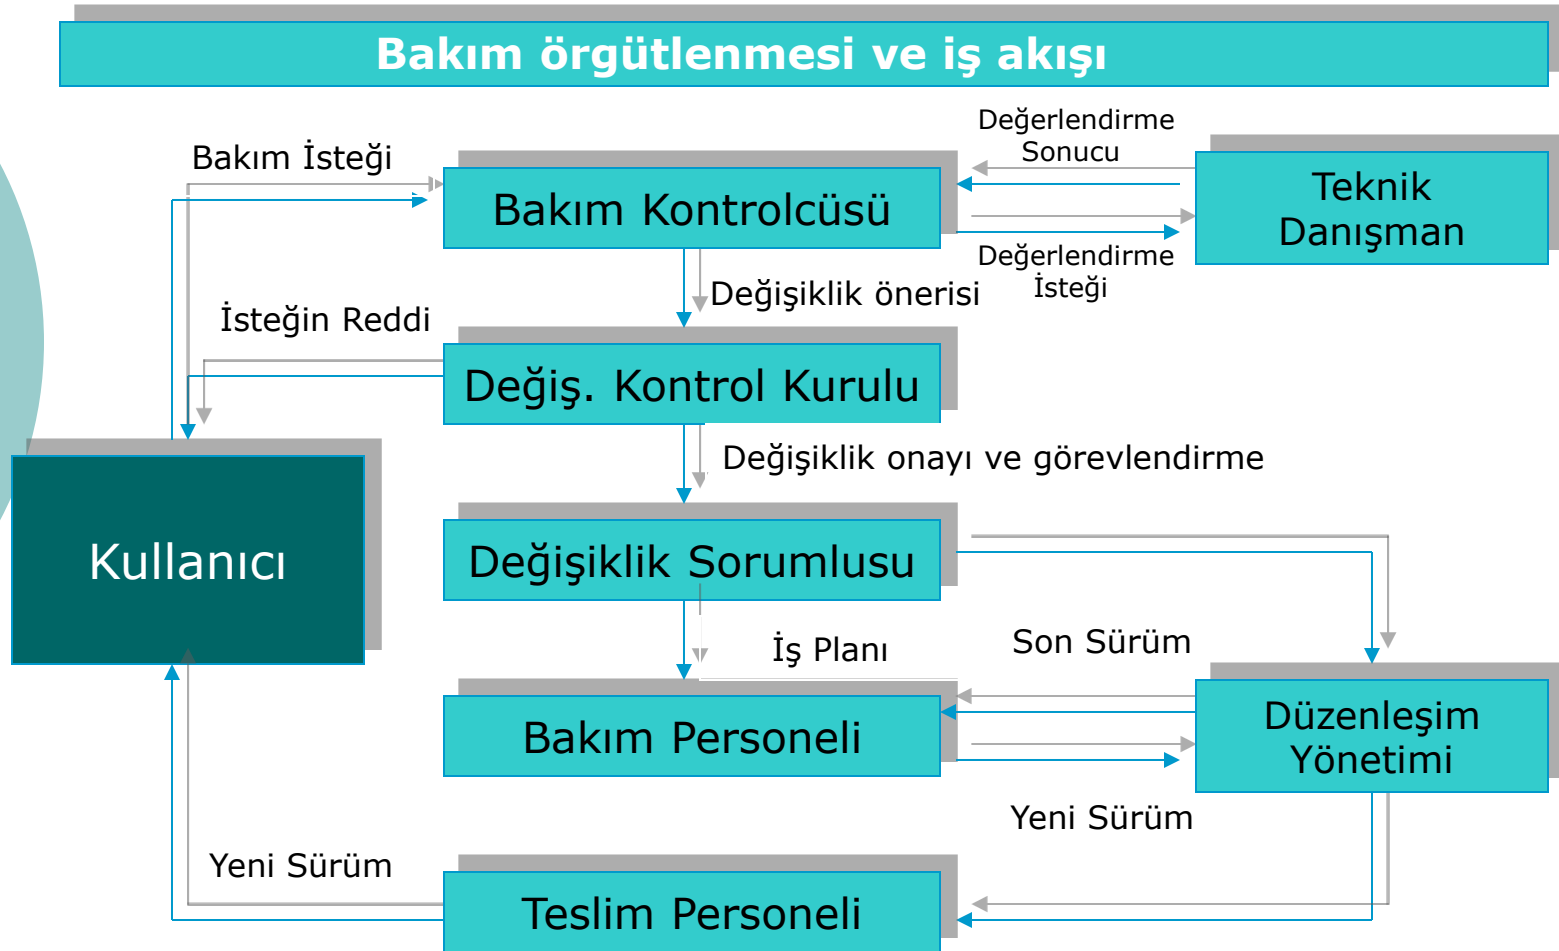 Bakım örgütlenmesi ve iş akışı
Değerlendirme
Sonucu
Bakım İsteği
Bakım Kontrolcüsü
Teknik
Danışman
Değerlendirme
İsteği
Değişiklik önerisi
İsteğin Reddi
Değiş. Kontrol Kurulu
Değişiklik onayı ve görevlendirme
Kullanıcı
Değişiklik Sorumlusu
İş Planı
Son Sürüm
Bakım Personeli
Düzenleşim
Yönetimi
Yeni Sürüm
Yeni Sürüm
Teslim Personeli